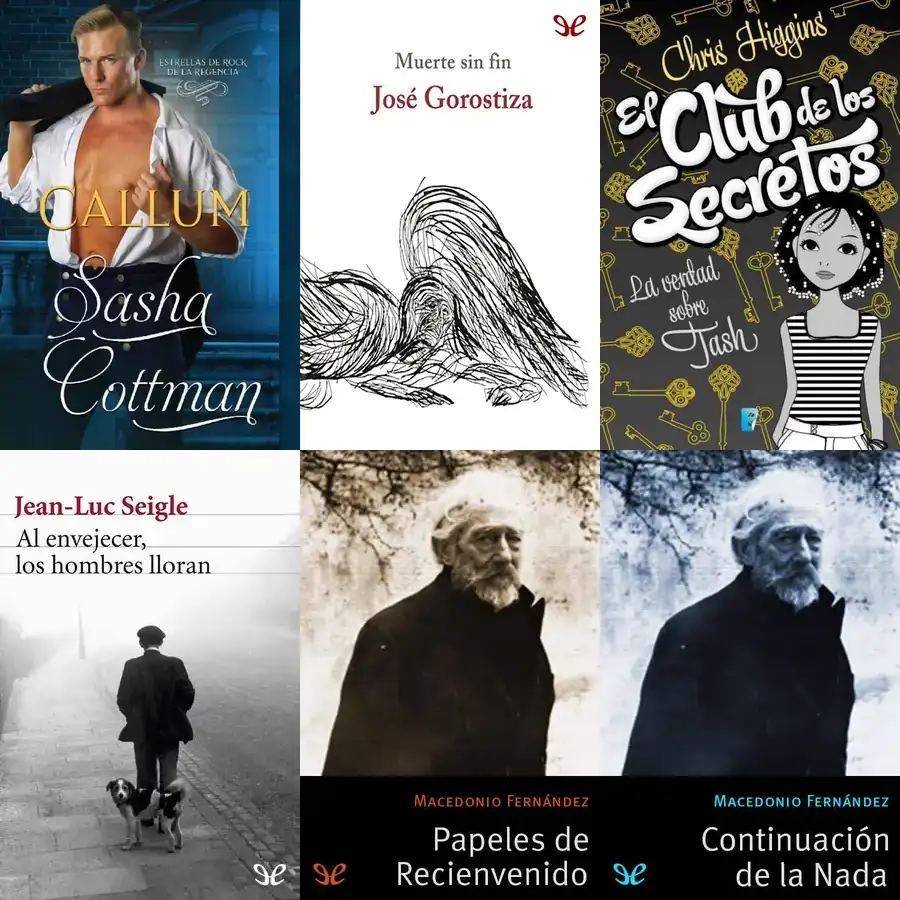 ESTRELLAS DE ROCK
DE LA REGENCIA
CALLUM
Sasha
Cottman
Muerte sin fin
José Gorostiza
Chris Higgins
El Club de los
Secretos
La verdad
sobre
Tash
Jean-Luc Seigle
Al envejecer,
los hombres lloran
MACEDONIO FERNÁNDEZ
Papeles de
Recienvenido
MACEDONIO FERNÁNDEZ
Continuación
de la Nada